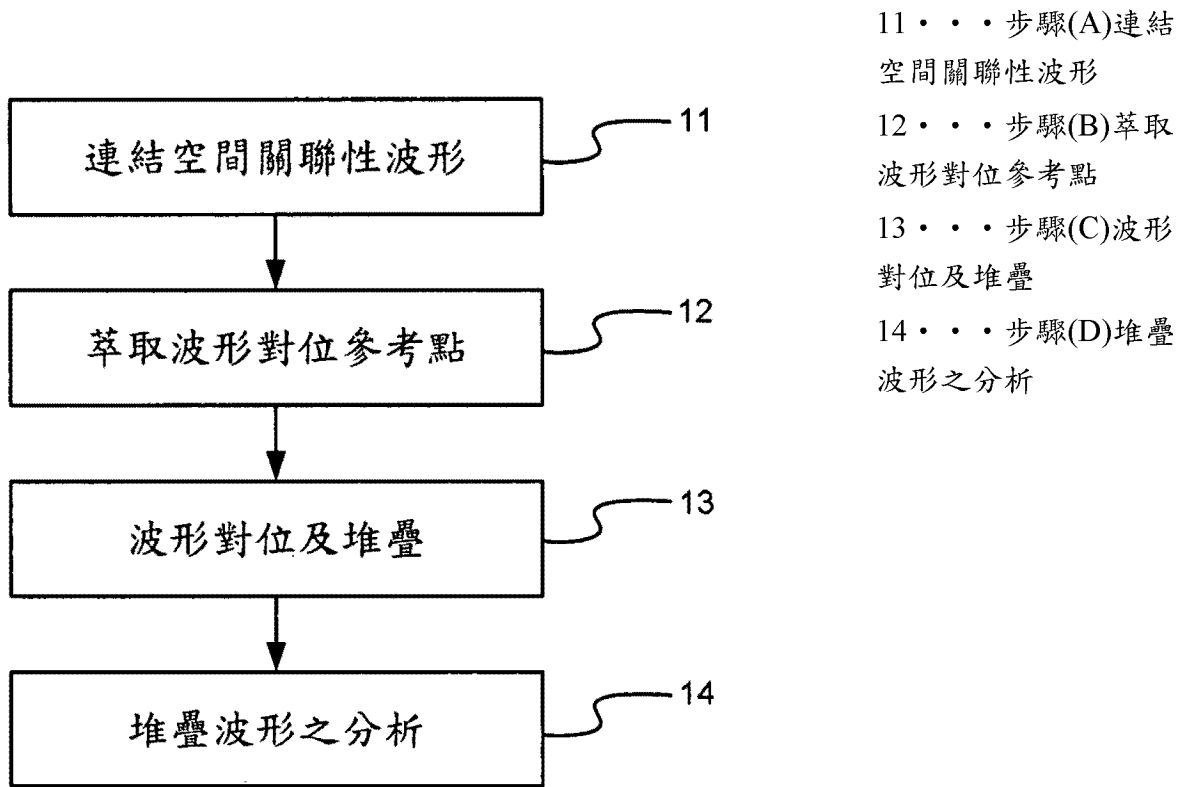 連結空間關聯性波形
11
萃取波形對位參考點
12
波形對位及堆疊
13
堆疊波形之分析
14
11・・・步驟(A)連結
空間關聯性波形
12・・・步驟(B)萃取
波形對位參考點
13・・・步驟(C)波形
對位及堆疊
14・・・步驟(D)堆疊
波形之分析